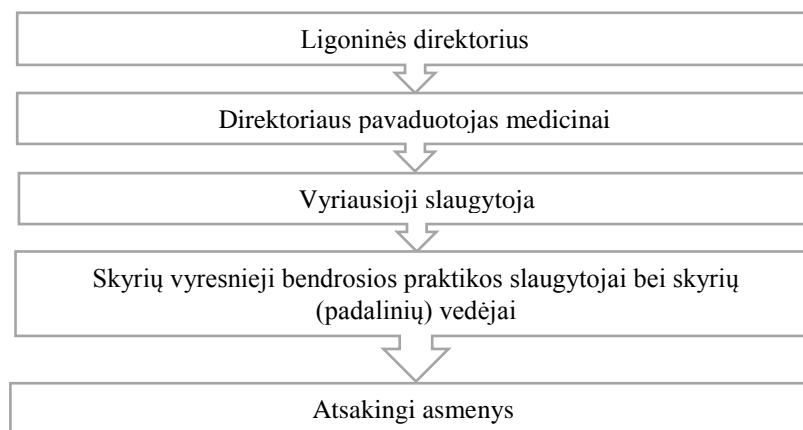 Ligoninės direktorius
Direktoriaus pavaduotojas medicinai
Vyriausioji slaugytoja
Skyrių vyresnieji bendrosios praktikos slaugytojai bei skyrių
(padalinių) vedėjai
Atsakingi asmenys